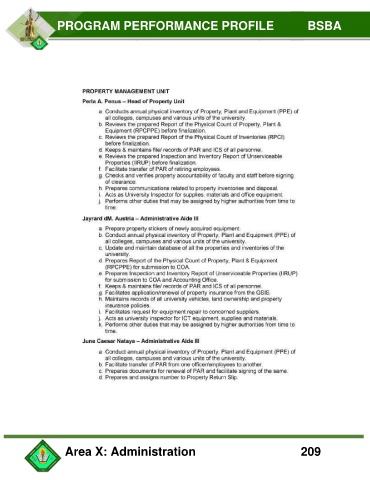 PROGRAM PERFORMANCE PROFILE BSBA
PROPERTY MANAGEMENT UNIT
Perla A. Penus – Head of Property Unit
a. Conducts annual physical inventory of Property, Plant and Equipment (PPE) of
all colleges, campuses and various units of the university.
b. Reviews the prepared Report of the Physical Count of Property, Plant &
Equipment (RPCPPE) before finalization.
c. Reviews the prepared Report of the Physical Count of Inventories (RPCI)
before finalization.
d. Keeps & maintains file/ records of PAR and ICS of all personnel.
e. Reviews the prepared Inspection and Inventory Report of Unserviceable
Properties (IIRUP) before finalization.
f. Facilitate transfer of PAR of retiring employees.
g. Checks and verifies property accountability of faculty and staff before signing
of clearance.
h. Prepares communications related to property inventories and disposal.
i. Acts as University Inspector for supplies, materials and office equipment.
j. Performs other duties that may be assigned by higher authorities from time to
time.
Jayrard dM. Austria – Administrative Aide III
a. Prepare property stickers of newly acquired equipment.
b. Conduct annual physical inventory of Property, Plant and Equipment (PPE) of
all colleges, campuses and various units of the university.
c. Update and maintain database of all the properties and inventories of the
university.
d. Prepares Report of the Physical Count of Property, Plant & Equipment
(RPCPPE) for submission to COA.
e. Prepares Inspection and Inventory Report of Unserviceable Properties (IIRUP)
for submission to COA and Accounting Office.
f. Keeps & maintains file/ records of PAR and ICS of all personnel.
g. Facilitates application/renewal of property insurance from the GSIS.
h. Maintains records of all university vehicles, land ownership and property
insurance policies.
i. Facilitates request for equipment repair to concerned suppliers.
j. Acts as university inspector for ICT equipment, supplies and materials.
k. Performs other duties that may be assigned by higher authorities from time to
time.
June Caesar Nataya – Administrative Aide III
a. Conduct annual physical inventory of Property, Plant and Equipment (PPE) of
all colleges, campuses and various units of the university.
b. Facilitate transfer of PAR from one officer/employees to another.
c. Prepares documents for renewal of PAR and facilitate signing of the same.
d. Prepares and assigns number to Property Return Slip.
Area X: Administration 209